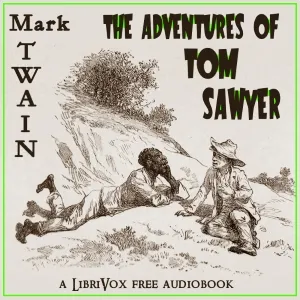 Mark
TWAIN
THE ADVENTURES OF
TOM
SAWYER
A LIBRIVOX FREE AUDIOBOOK